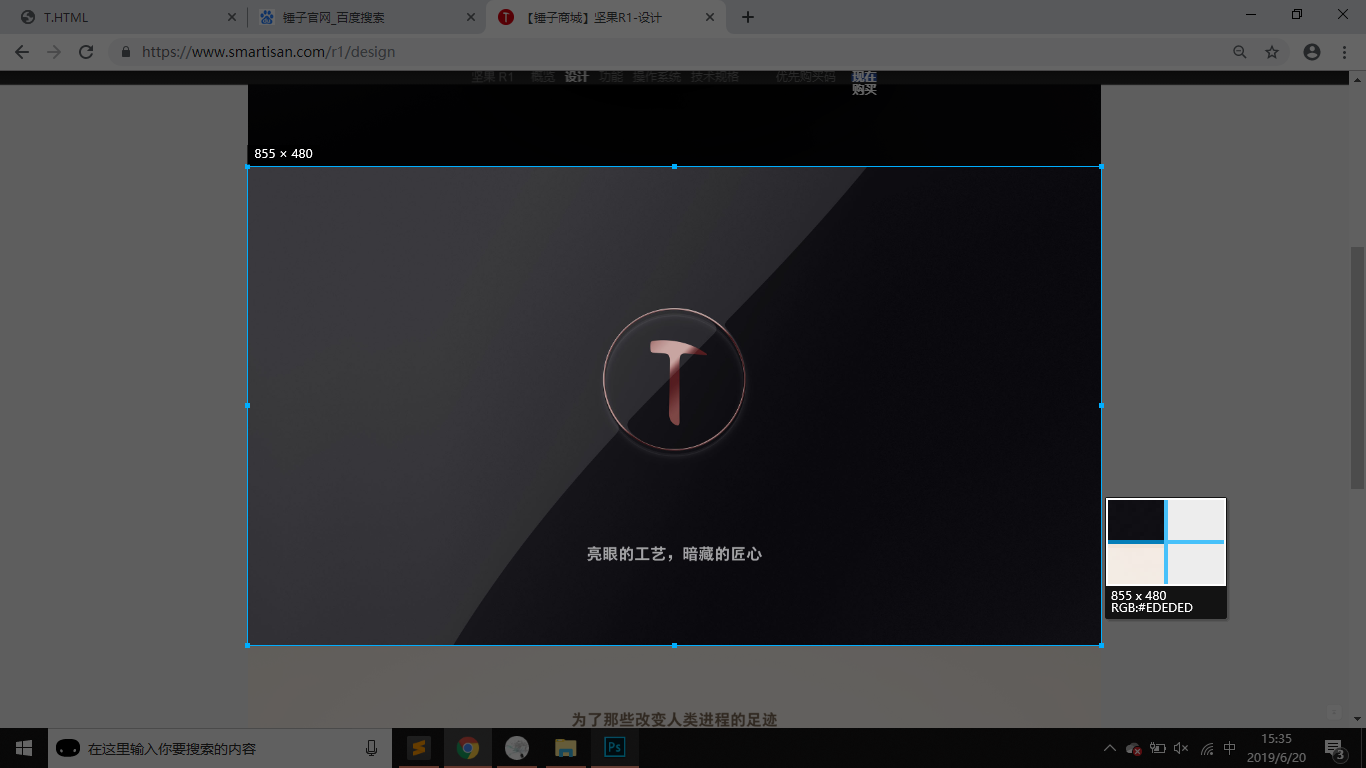 T.HTML
锤子官网_百度搜索
【锤子商城】坚果R1-设计
https://www.smartisan.com/r1/design
坚果 R1 概览 设计 功能 操作系统 技术规格 优先购买码 现在
购买
855 × 480
T
亮眼的工艺，暗藏的匠心
855 x 480
RGB:#EDEDED
为了那些改变人类进程的足迹
在这里输入你要搜索的内容
Ps
中
15:35
2019/6/20
3